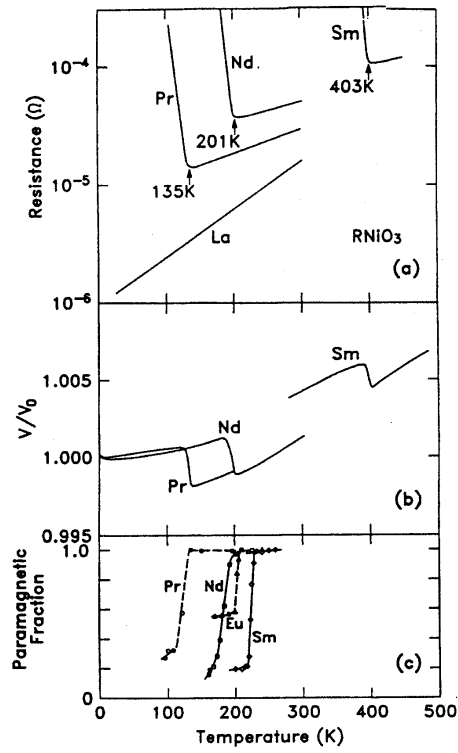 Resistance (Ω)
10⁻⁴
10⁻⁵
10⁻⁶
Pr
Nd
Sm
403K
201K
135K
La
RNiO₃
(a)
V/V₀
1.005
1.000
0.995
Sm
Nd
Pr
(b)
Paramagnetic
Fraction
1.0
0
Pr
Nd
Eu
Sm
(c)
0
100
200
300
400
500
Temperature (K)